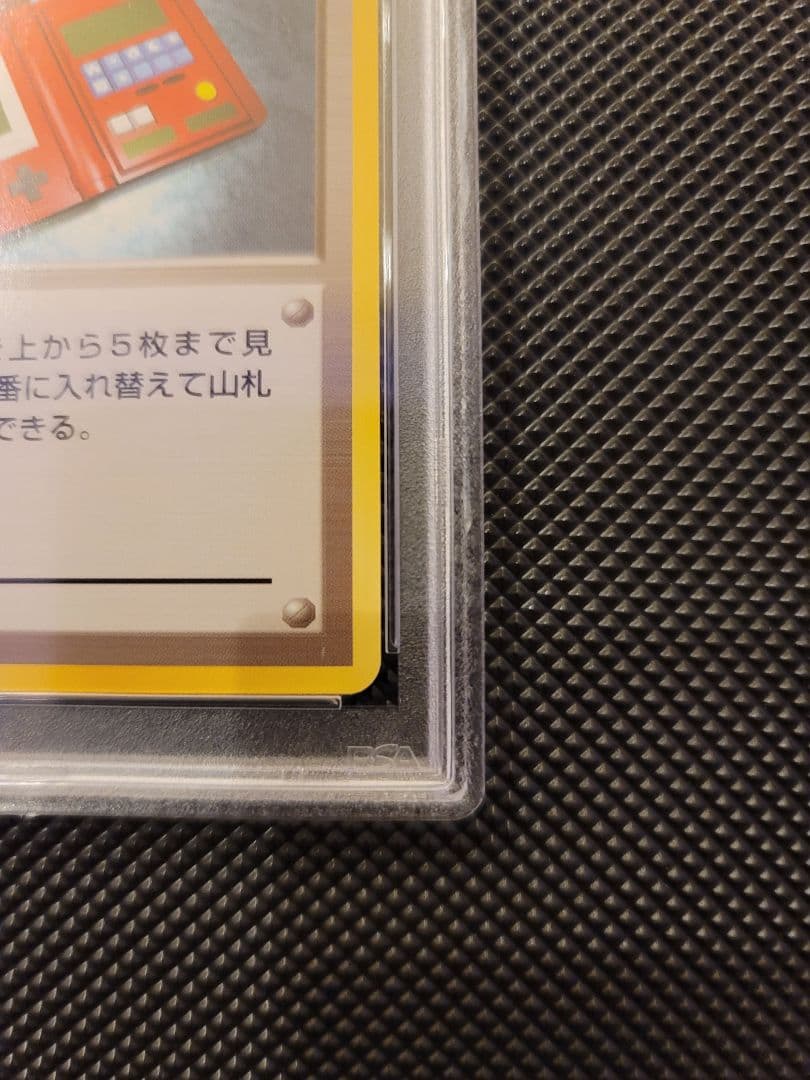 上から5枚まで見
番に入れ替えて山札
できる。
PSA